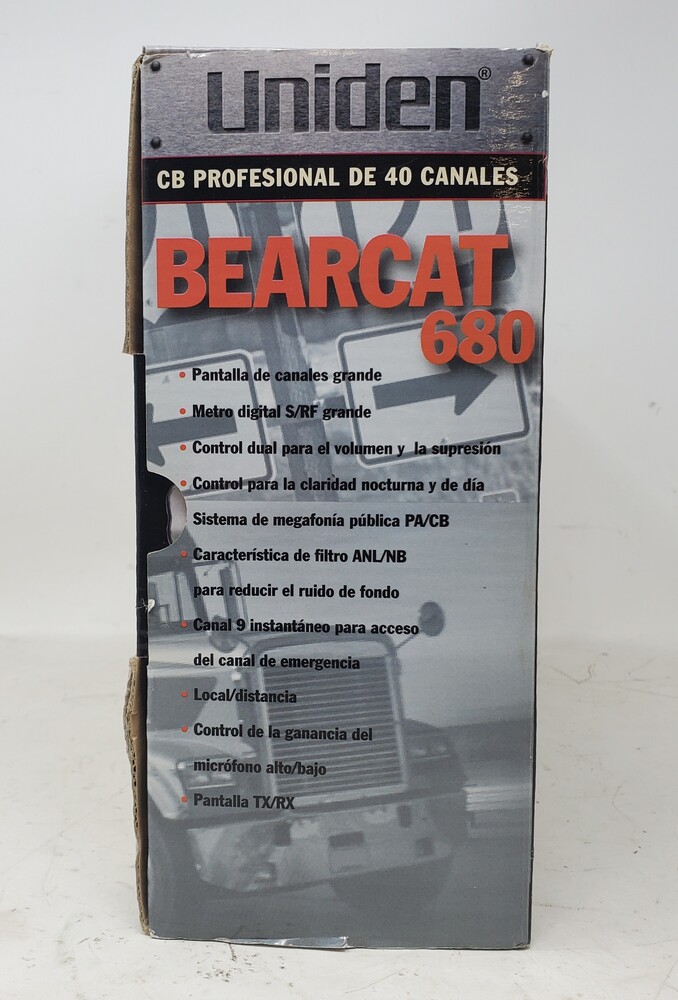 Uniden®
CB PROFESIONAL DE 40 CANALES
BEARCAT
680
• Pantalla de canales grande
• Metro digital S/RF grande
• Control dual para el volumen y la supresión
• Control para la claridad nocturna y de día
Sistema de megafonía pública PA/CB
• Característica de filtro ANL/NB
para reducir el ruido de fondo
• Canal 9 instantáneo para acceso
del canal de emergencia
• Local/distancia
• Control de la ganancia del
micrófono alto/bajo
• Pantalla TX/RX